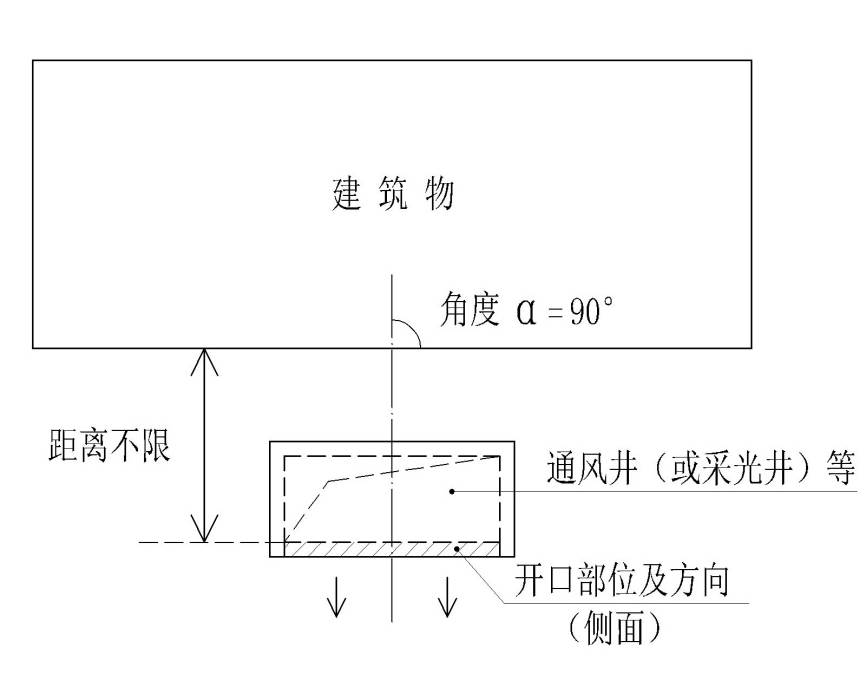 建筑物
角度 α=90°
距离不限
通风井（或采光井）等
开口部位及方向
（侧面）